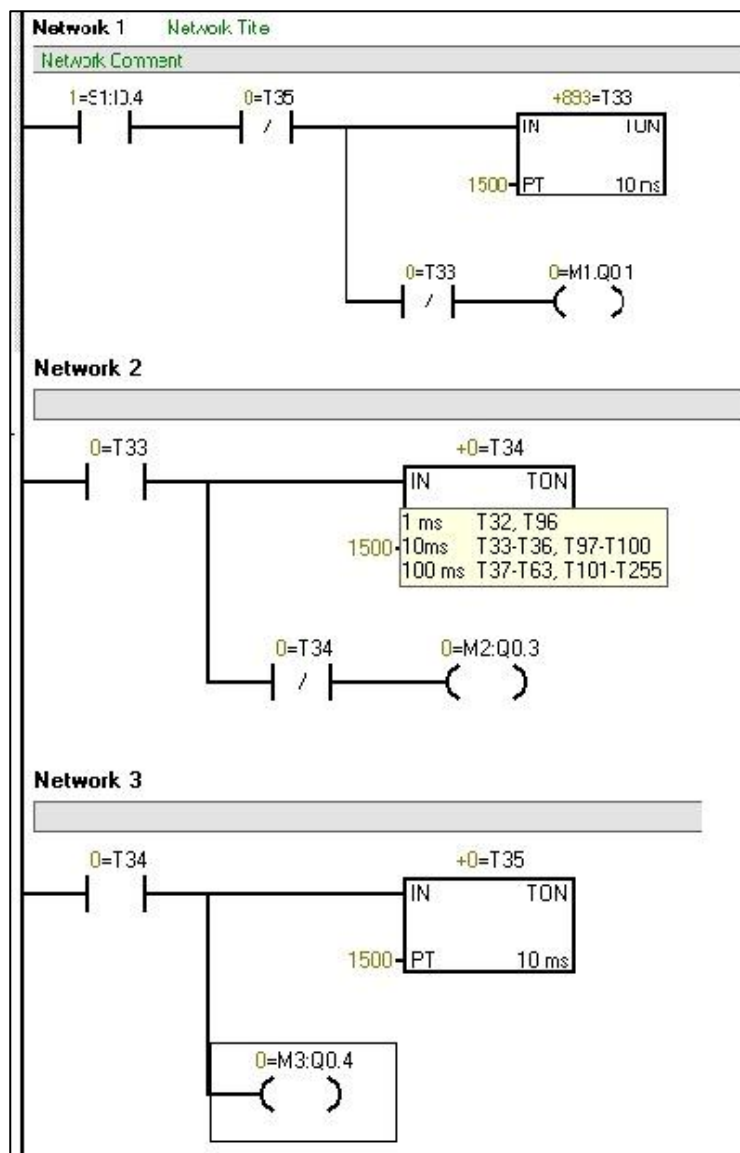 Network 1 Network Title
Network Comment
1=S1:I0.4 0=T35 +893=T33
IN TON
1500 PT 10 ms
0=T33 0=M1:Q0.1
/
/
Network 2
0=T33 +0=T34
IN TON
1 ms T32, T96
1500 10ms T33-T36, T97-T100
100 ms T37-T63, T101-T255
0=T34 0=M2:Q0.3
/
Network 3
0=T34 +0=T35
IN TON
1500 PT 10 ms
0=M3:Q0.4